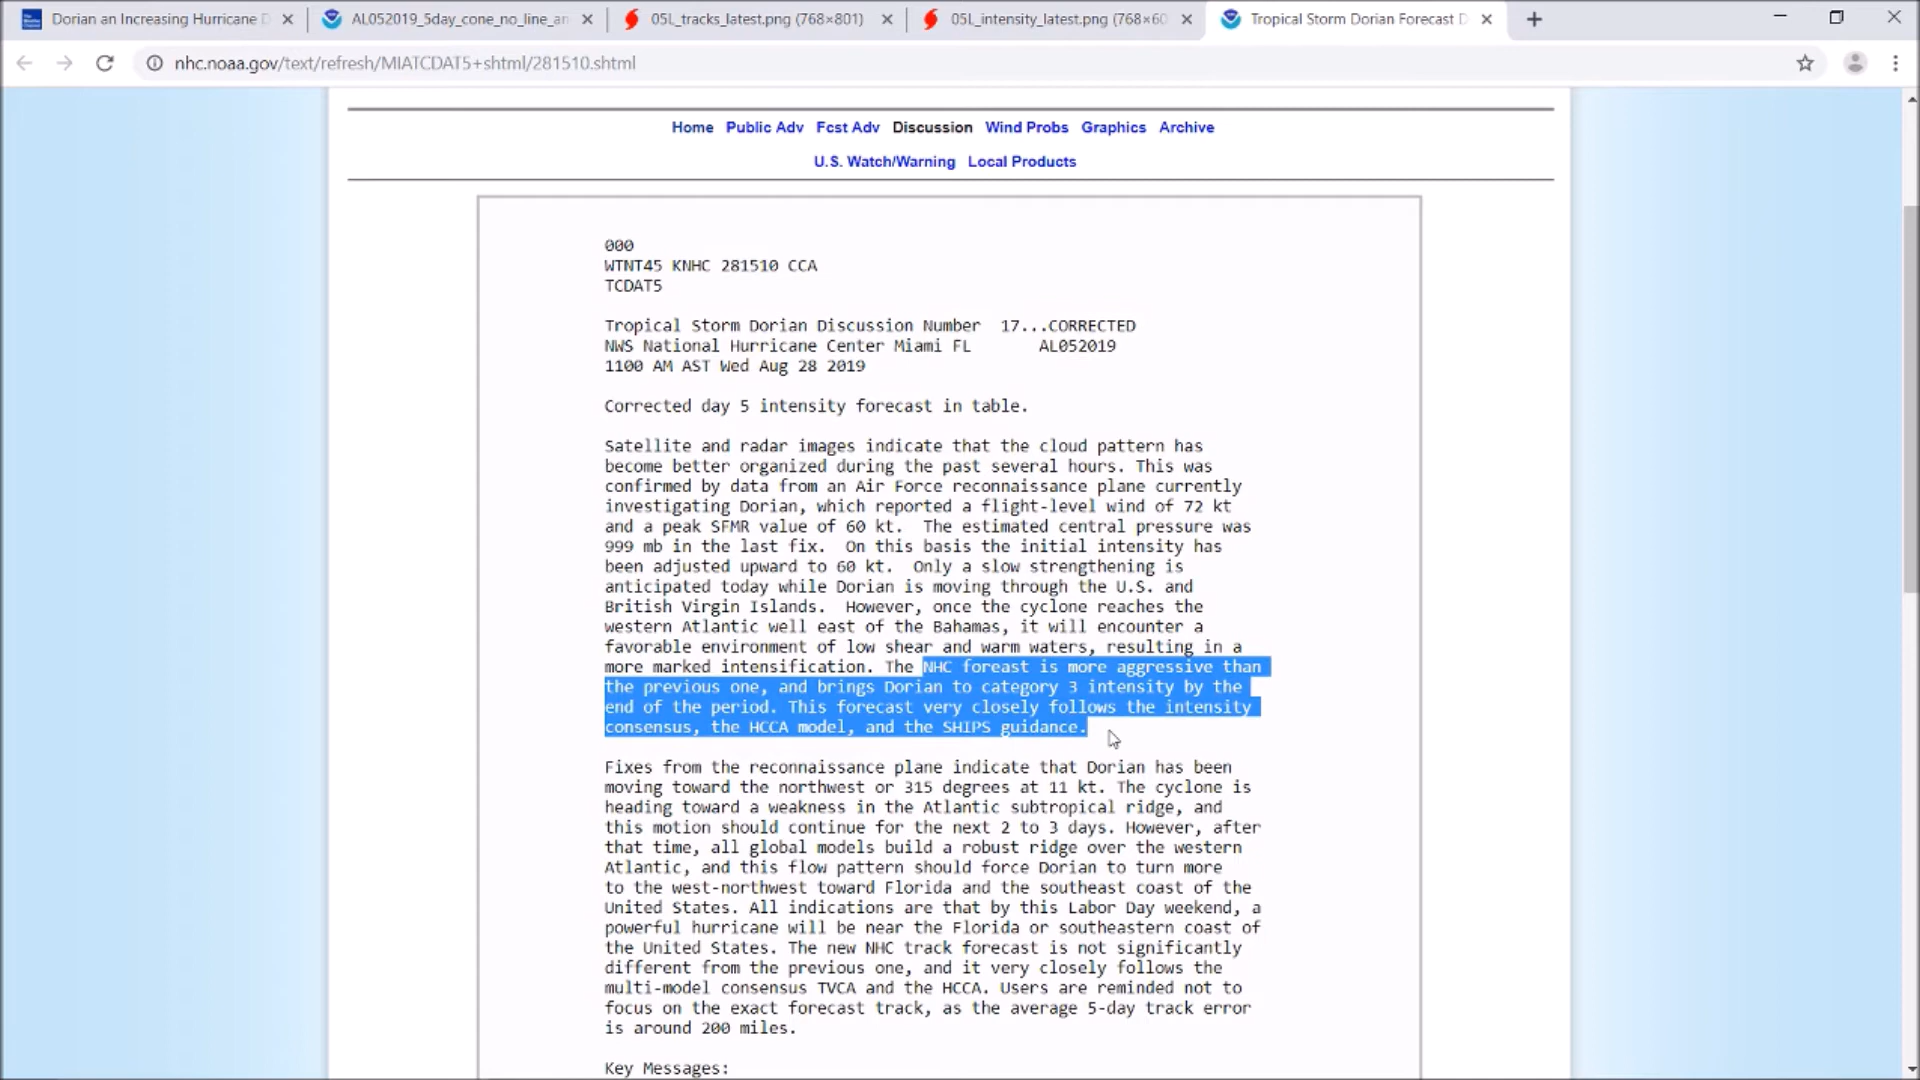 Dorian an Increasing Hurricane D
AL052019_5day_cone_no_line_an
05L_tracks_latest.png (768×801)
05L_intensity_latest.png (768×60
Tropical Storm Dorian Forecast D
nhc.noaa.gov/text/refresh/MIATCDAT5+shtml/281510.shtml
Home Public Adv Fcst Adv Discussion Wind Probs Graphics Archive
U.S. Watch/Warning Local Products
000
WTNT45 KNHC 281510 CCA
TCDAT5
Tropical Storm Dorian Discussion Number 17...CORRECTED
NWS National Hurricane Center Miami FL AL052019
1100 AM AST Wed Aug 28 2019
Corrected day 5 intensity forecast in table.
Satellite and radar images indicate that the cloud pattern has
become better organized during the past several hours. This was
confirmed by data from an Air Force reconnaissance plane currently
investigating Dorian, which reported a flight-level wind of 72 kt
and a peak SFMR value of 60 kt. The estimated central pressure was
999 mb in the last fix. On this basis the initial intensity has
been adjusted upward to 60 kt. Only a slow strengthening is
anticipated today while Dorian is moving through the U.S. and
British Virgin Islands. However, once the cyclone reaches the
western Atlantic well east of the Bahamas, it will encounter a
favorable environment of low shear and warm waters, resulting in a
more marked intensification. The NHC foreast is more aggressive than
the previous one, and brings Dorian to category 3 intensity by the
end of the period. This forecast very closely follows the intensity
consensus, the HCCA model, and the SHIPS guidance.
Fixes from the reconnaissance plane indicate that Dorian has been
moving toward the northwest or 315 degrees at 11 kt. The cyclone is
heading toward a weakness in the Atlantic subtropical ridge, and
this motion should continue for the next 2 to 3 days. However, after
that time, all global models build a robust ridge over the western
Atlantic, and this flow pattern should force Dorian to turn more
to the west-northwest toward Florida and the southeast coast of the
United States. All indications are that by this Labor Day weekend, a
powerful hurricane will be near the Florida or southeastern coast of
the United States. The new NHC track forecast is not significantly
different from the previous one, and it very closely follows the
multi-model consensus TVCA and the HCCA. Users are reminded not to
focus on the exact forecast track, as the average 5-day track error
is around 200 miles.
Key Messages: